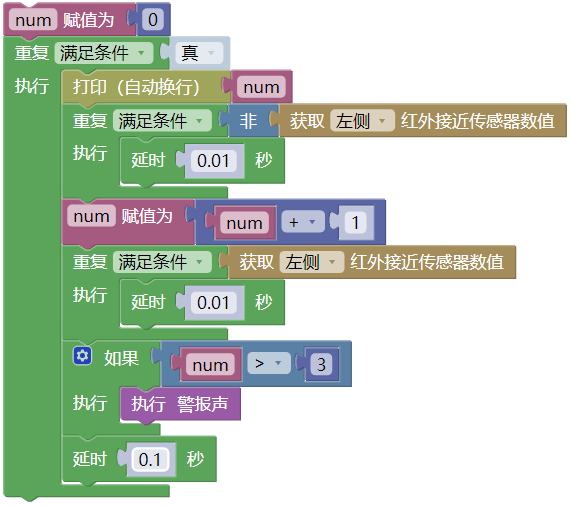 num 赋值为 0
重复 满足条件 真
执行 打印（自动换行） num
重复 满足条件 非 获取 左侧 红外接近传感器数值
执行 延时 0.01 秒
num 赋值为 num + 1
重复 满足条件 获取 左侧 红外接近传感器数值
执行 延时 0.01 秒
如果 num > 3
执行 执行 警报声
延时 0.1 秒